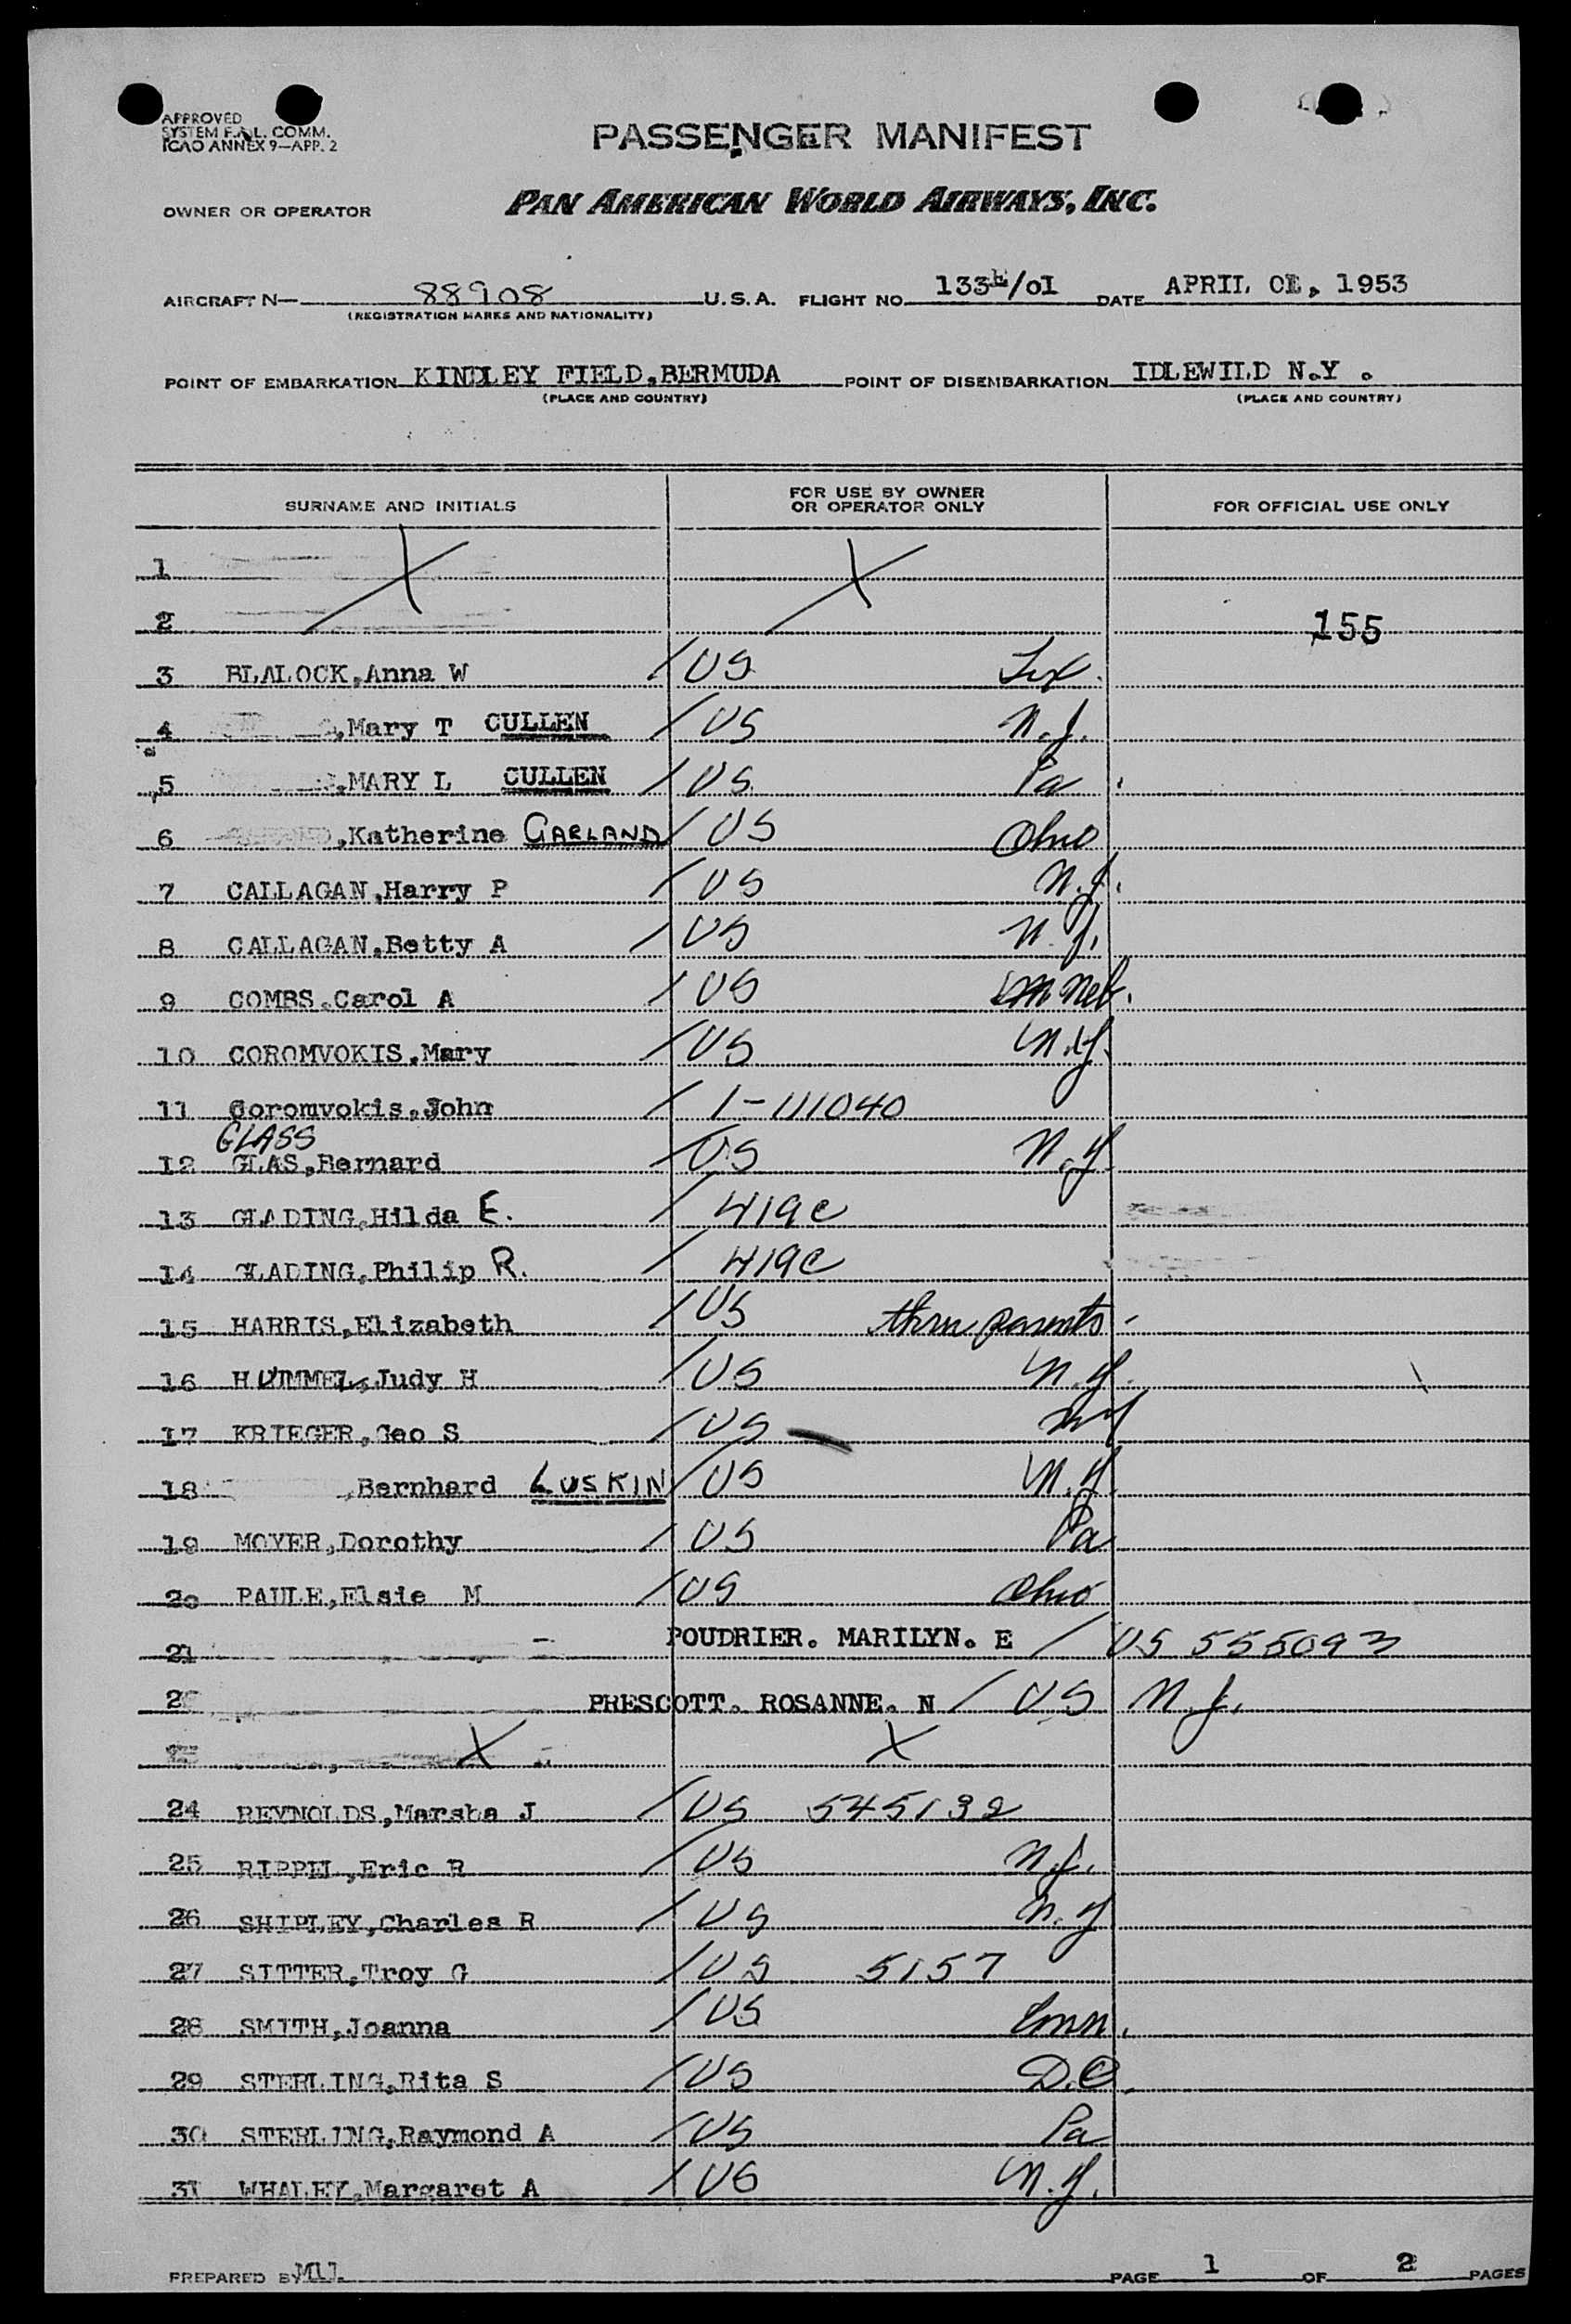 APPROVED
SYSTEM F.A.L. COMM.
ICAO ANNEX 9—APP. 2
PASSENGER MANIFEST
OWNER OR OPERATOR PAN AMERICAN WORLD AIRWAYS, INC.
AIRCRAFT N— 88908 U.S.A. FLIGHT NO. /01 DATE APRIL 01, 1953
(REGISTRATION MARKS AND NATIONALITY)
POINT OF EMBARKATION KINDLEY FIELD, BERMUDA POINT OF DISEMBARKATION IDLEWILD N.Y.
(PLACE AND COUNTRY) (PLACE AND COUNTRY)
SURNAME AND INITIALS FOR USE BY OWNER OR OPERATOR ONLY FOR OFFICIAL USE ONLY
1 X X
2 155
3 BLALOCK,Anna W / US Tex.
4 ,Mary T CULLEN / US N.J.
5 ,MARY L CULLEN / US Pa
6 ,Katherine GARLAND / US Ohio
7 CALLAGAN,Harry P / US N.J.
8 CALLAGAN,Betty A / US N.J.
9 COMBS,Carol A / US Neb.
10 COROMVOKIS,Mary / US N.Y.
11 Coromvokis,John / 1-111040
GLASS
12 GLAS,Bernard / US N.Y.
13 GLADING,Hilda E. / 419c
14 GLADING,Philip R. / 419c
15 HARRIS,Elizabeth / US thru parents
16 HUMMEL,Judy H / US N.Y.
17 KRIEGER,Geo S / US NY
18 ,Bernhard LUSKIN / US N.Y.
19 MOYER,Dorothy / US Pa
20 PAULE,Elsie M / US Ohio
21 POUDRIER. MARILYN. E / US 555093
2 PRESCOTT. ROSANNE. N / US N.J.
X X
24 REYNOLDS,Marsha J / US 545132
25 RIPPEL,Eric R / US N.J.
26 SHIPLEY,Charles R / US N.Y
27 SITTER,Troy G / US 5157
28 SMITH,Joanna / US Conn.
29 STERLING,Rita S / US D.C.
30 STERLING,Raymond A / US Pa
31 WHALEY,Margaret A / US N.Y.
PREPARED BY PAGE 1 OF 2 PAGES